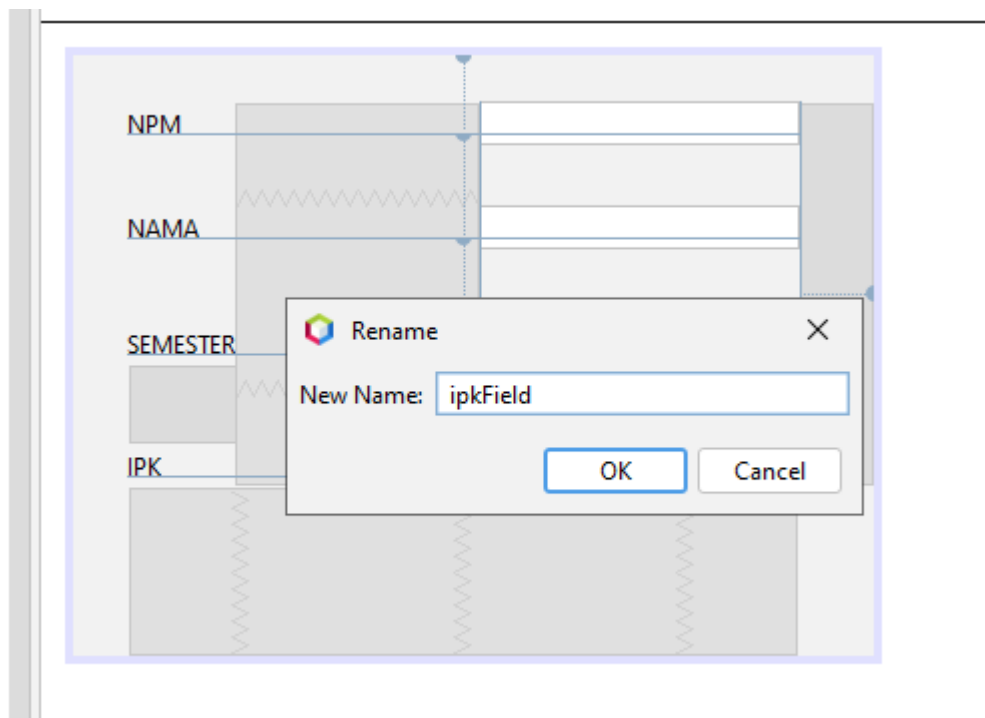 NPM
NAMA
SEMESTER
IPK
Rename
New Name: ipkField
OK Cancel